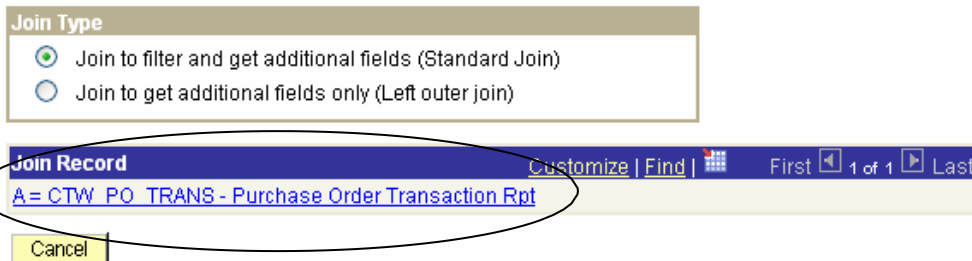 Join Type
Join to filter and get additional fields (Standard Join)
Join to get additional fields only (Left outer join)
Join Record Customize | Find | First 1 of 1 Last
A = CTW_PO_TRANS - Purchase Order Transaction Rpt
Cancel